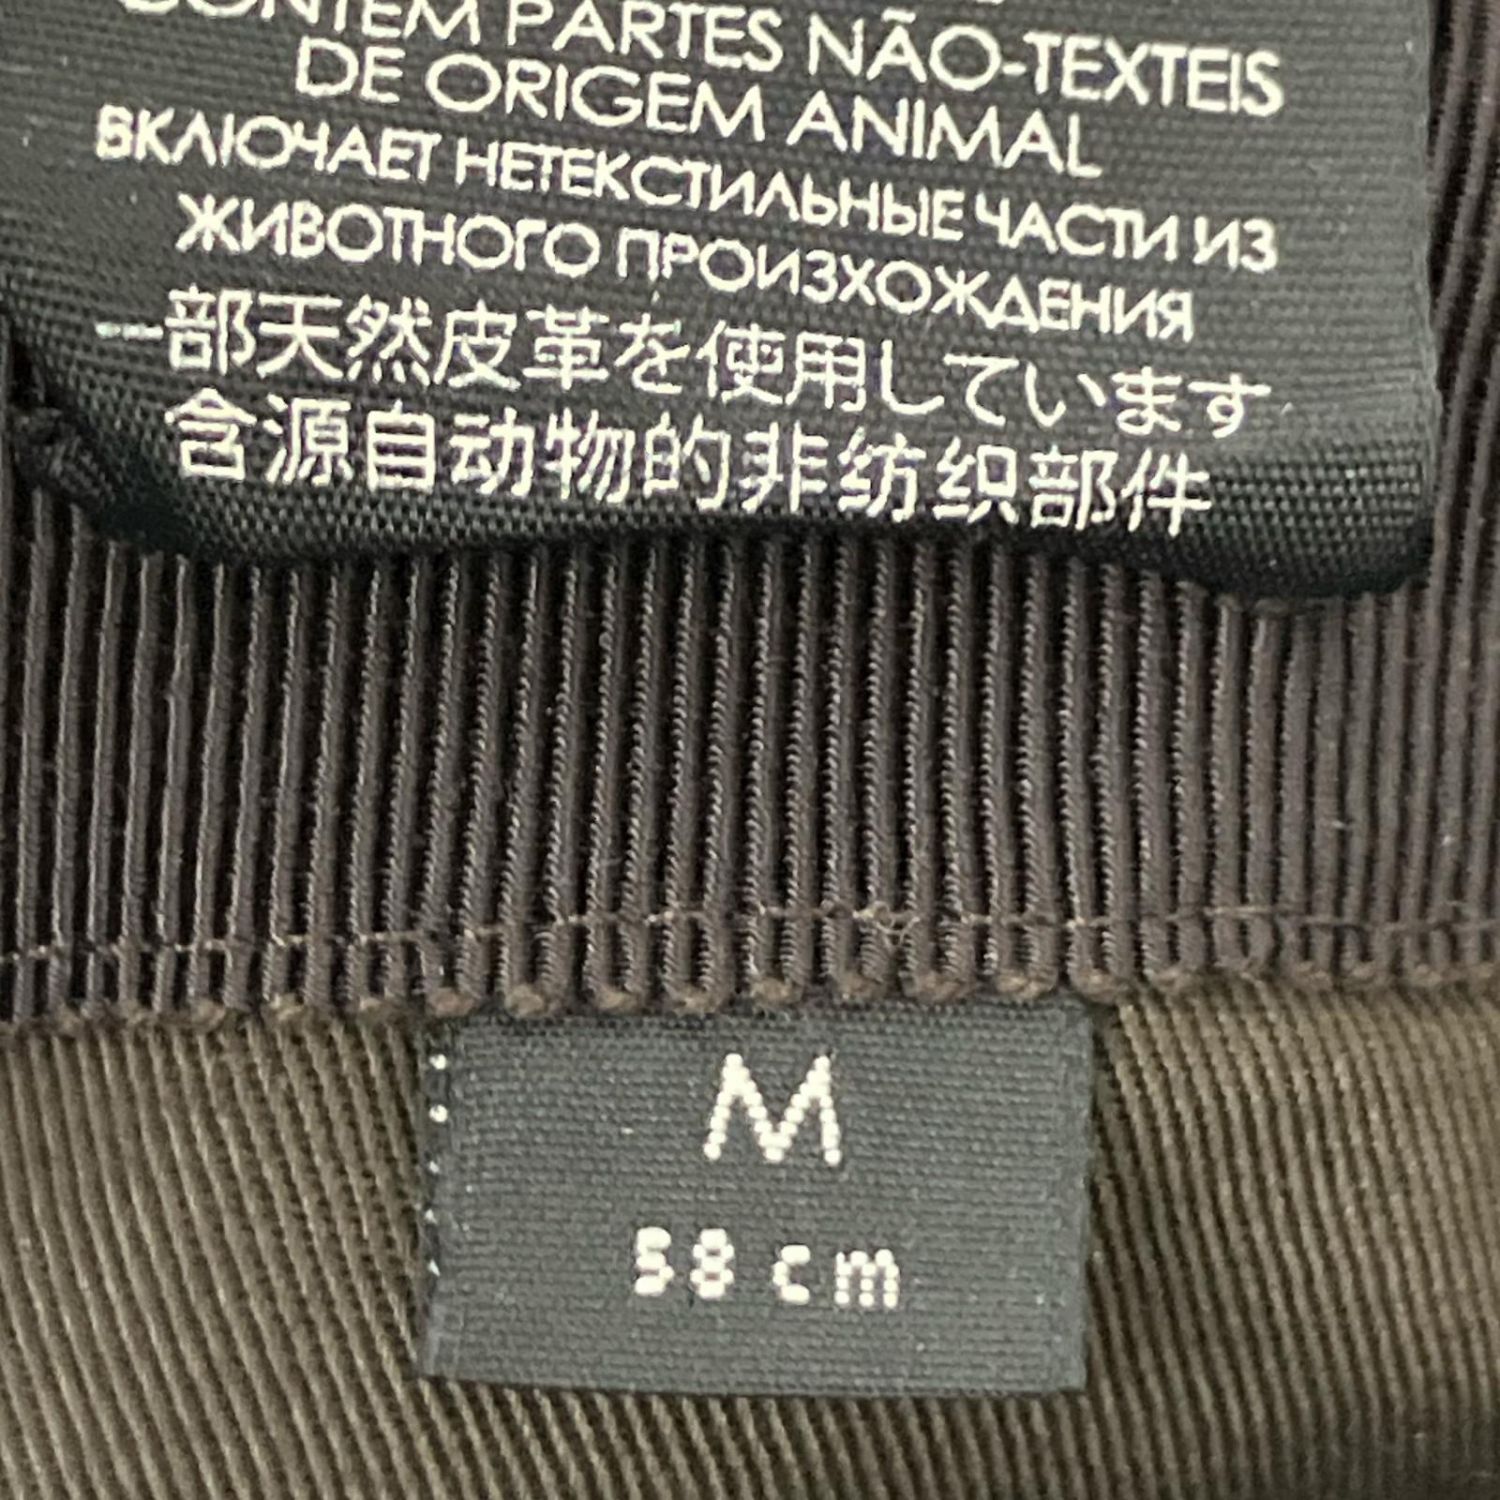 CONTÉM PARTES NÃO-TEXTEIS
DE ORIGEM ANIMAL
ВКЛЮЧАЕТ НЕТЕКСТИЛЬНЫЕ ЧАСТИ ИЗ
ЖИВОТНОГО ПРОИЗХОЖДЕНИЯ
一部天然皮革を使用しています
含源自动物的非纺织部件
M
58 cm